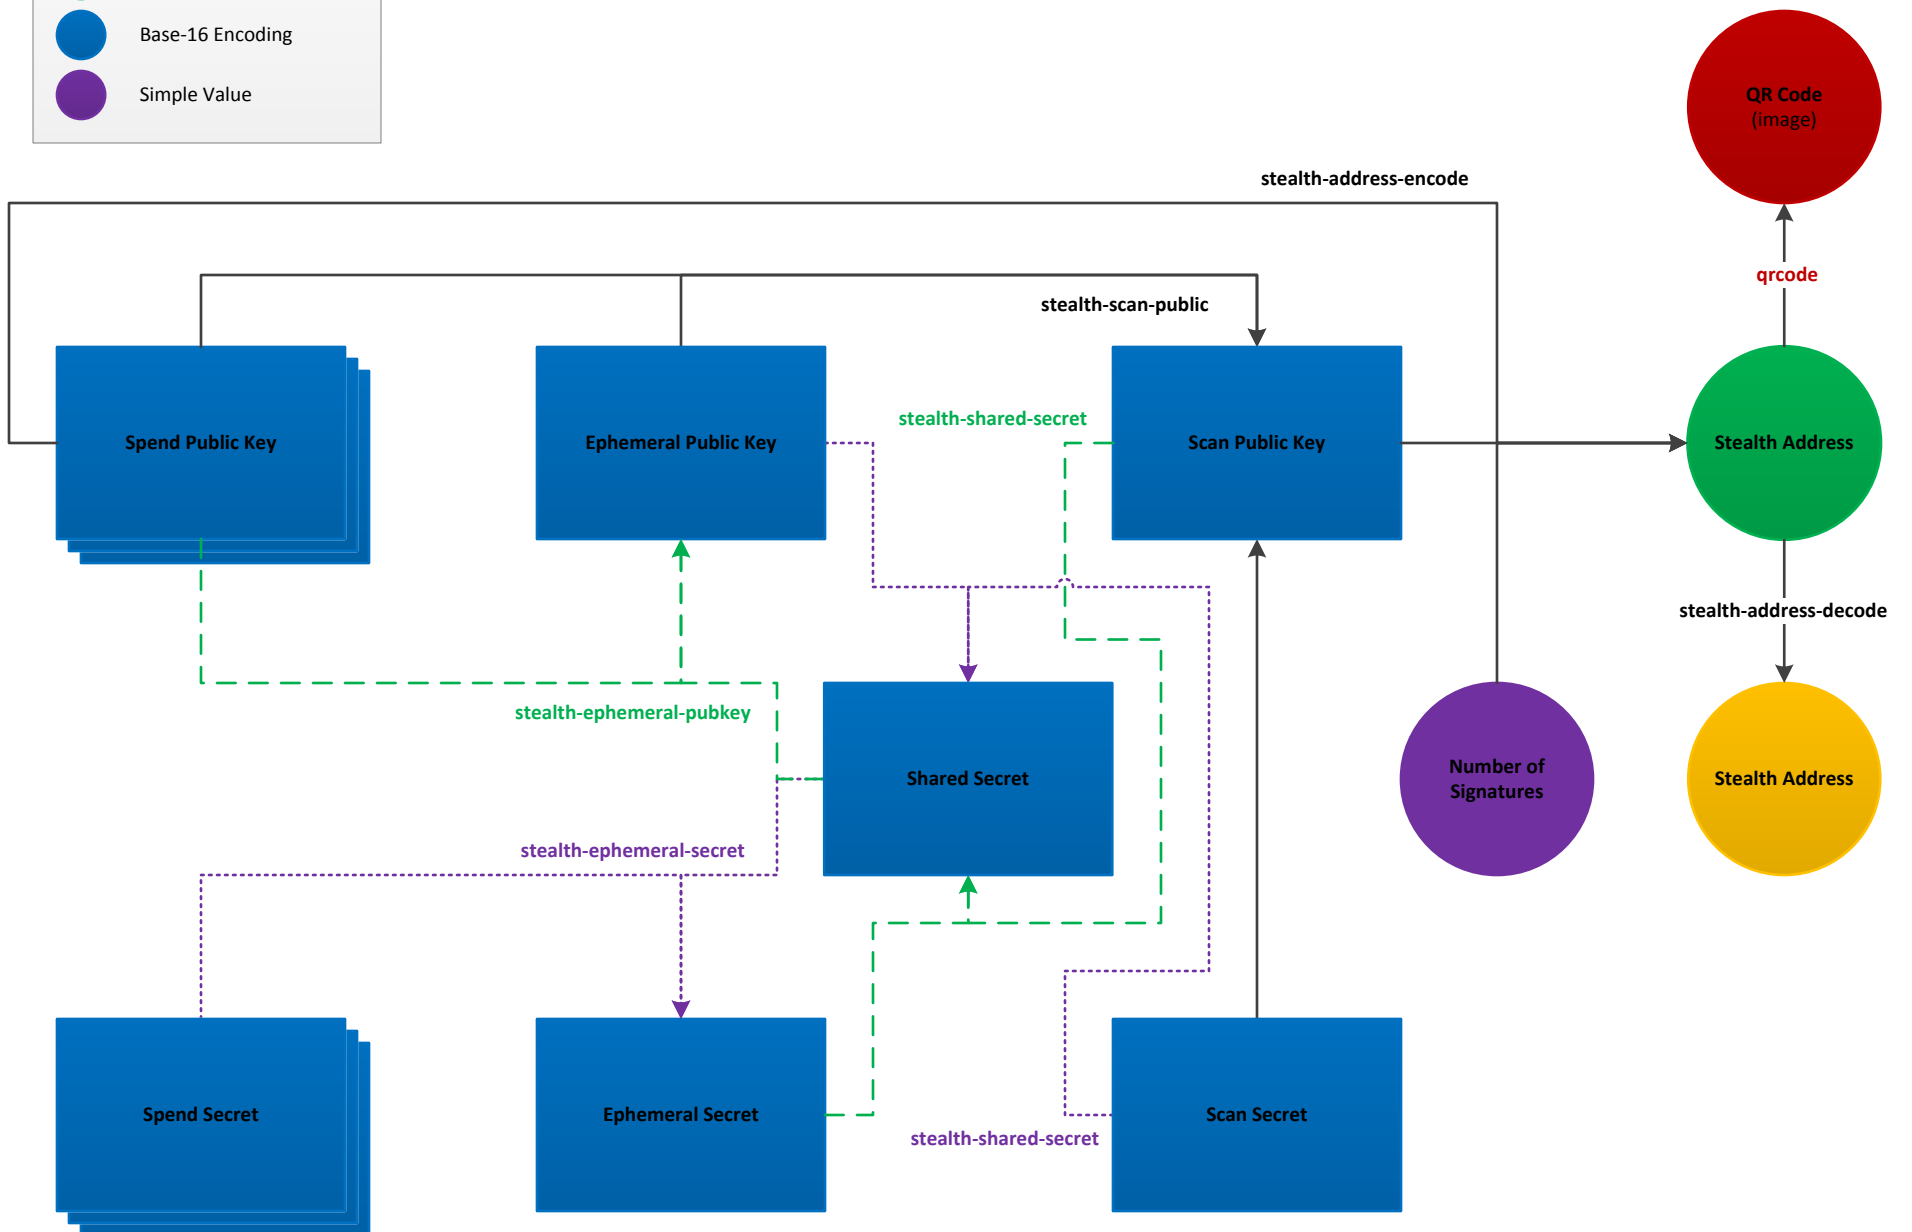 Base-16 Encoding
Simple Value
QR Code
(image)
stealth-address-encode
qrcode
stealth-scan-public
stealth-shared-secret
Spend Public Key
Ephemeral Public Key
Scan Public Key
Stealth Address
stealth-address-decode
stealth-ephemeral-pubkey
Shared Secret
Number of
Signatures
Stealth Address
stealth-ephemeral-secret
Spend Secret
Ephemeral Secret
Scan Secret
stealth-shared-secret